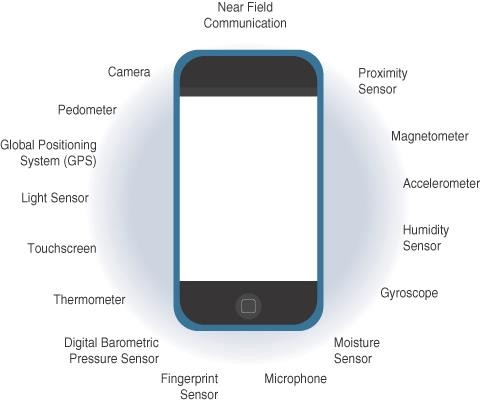 Near Field
Communication
Camera
Proximity
Sensor
Pedometer
Magnetometer
Global Positioning
System (GPS)
Accelerometer
Light Sensor
Humidity
Sensor
Touchscreen
Gyroscope
Thermometer
Digital Barometric
Pressure Sensor
Moisture
Sensor
Fingerprint
Sensor
Microphone